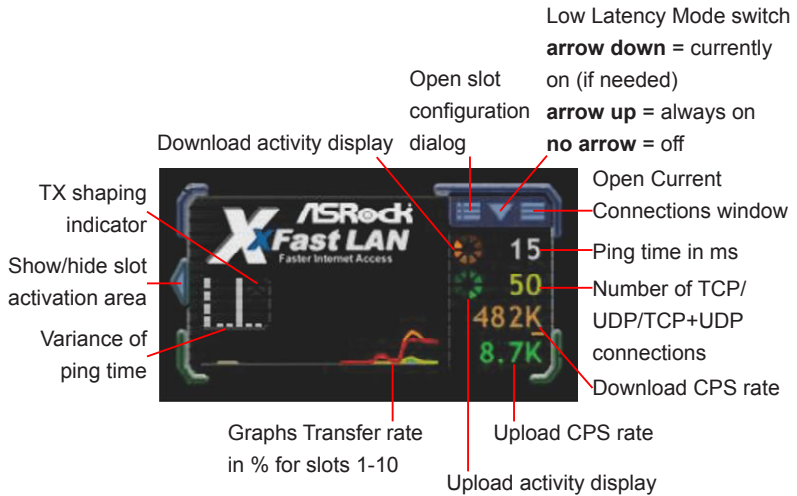 Low Latency Mode switch
arrow down = currently
on (if needed)
arrow up = always on
no arrow = off
Open slot
configuration
dialog
Download activity display
TX shaping
indicator
Show/hide slot
activation area
Variance of
ping time
Open Current
Connections window
Ping time in ms
Number of TCP/
UDP/TCP+UDP
connections
Download CPS rate
/ISRock
XFast LAN
Faster Internet Access
15
50
482K
8.7K
Graphs Transfer rate
in % for slots 1-10
Upload CPS rate
Upload activity display